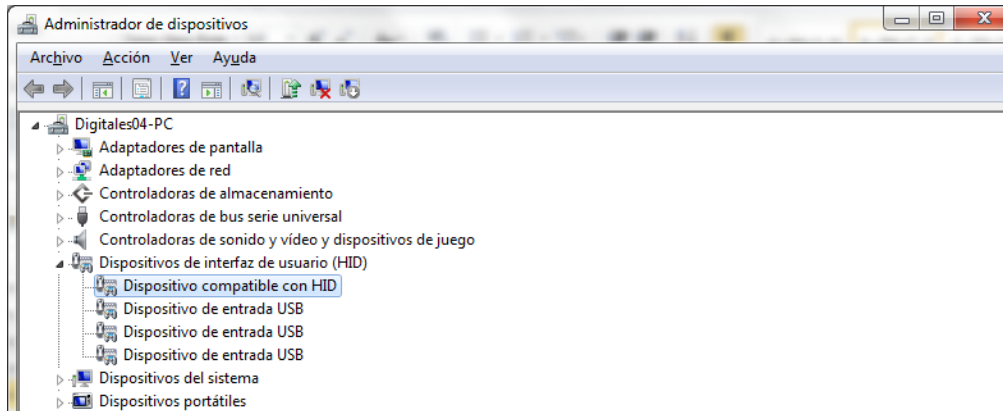 Administrador de dispositivos
Archivo Acción Ver Ayuda
Digitales04-PC
Adaptadores de pantalla
Adaptadores de red
Controladoras de almacenamiento
Controladoras de bus serie universal
Controladoras de sonido y vídeo y dispositivos de juego
Dispositivos de interfaz de usuario (HID)
Dispositivo compatible con HID
Dispositivo de entrada USB
Dispositivo de entrada USB
Dispositivo de entrada USB
Dispositivos del sistema
Dispositivos portátiles